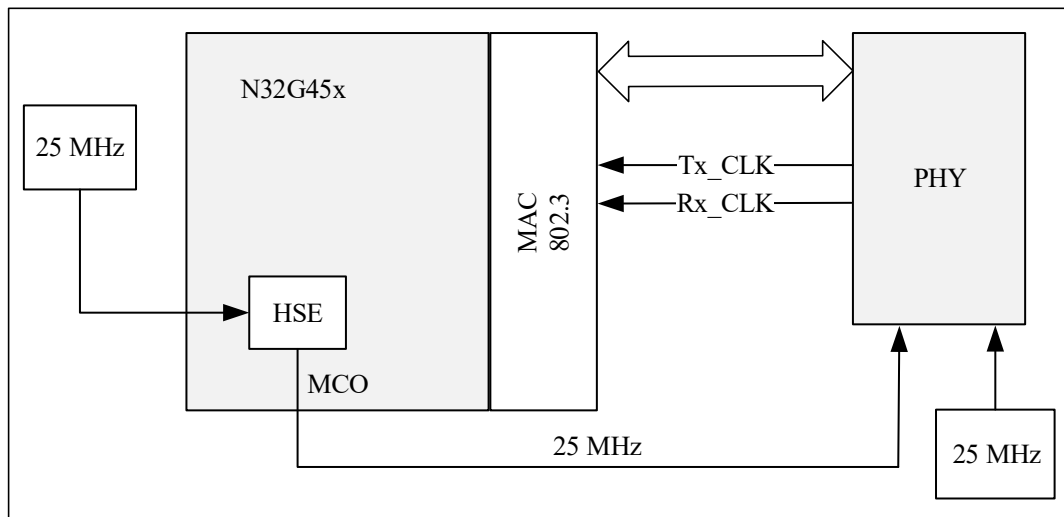 N32G45x
25 MHz
HSE
MCO
MAC
802.3
Tx_CLK
Rx_CLK
PHY
25 MHz
25 MHz